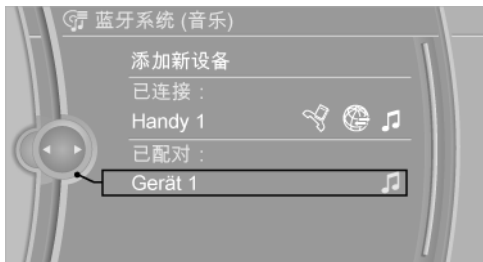 蓝牙系统 (音乐)
添加新设备
已连接：
Handy 1
已配对：
Gerät 1